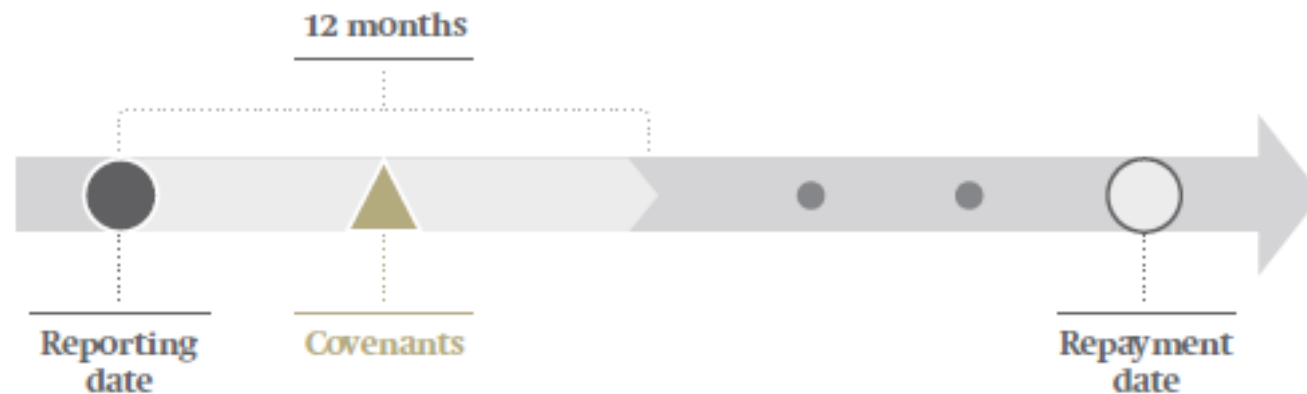 12 months
Reporting
date
Covenants
Repayment
date